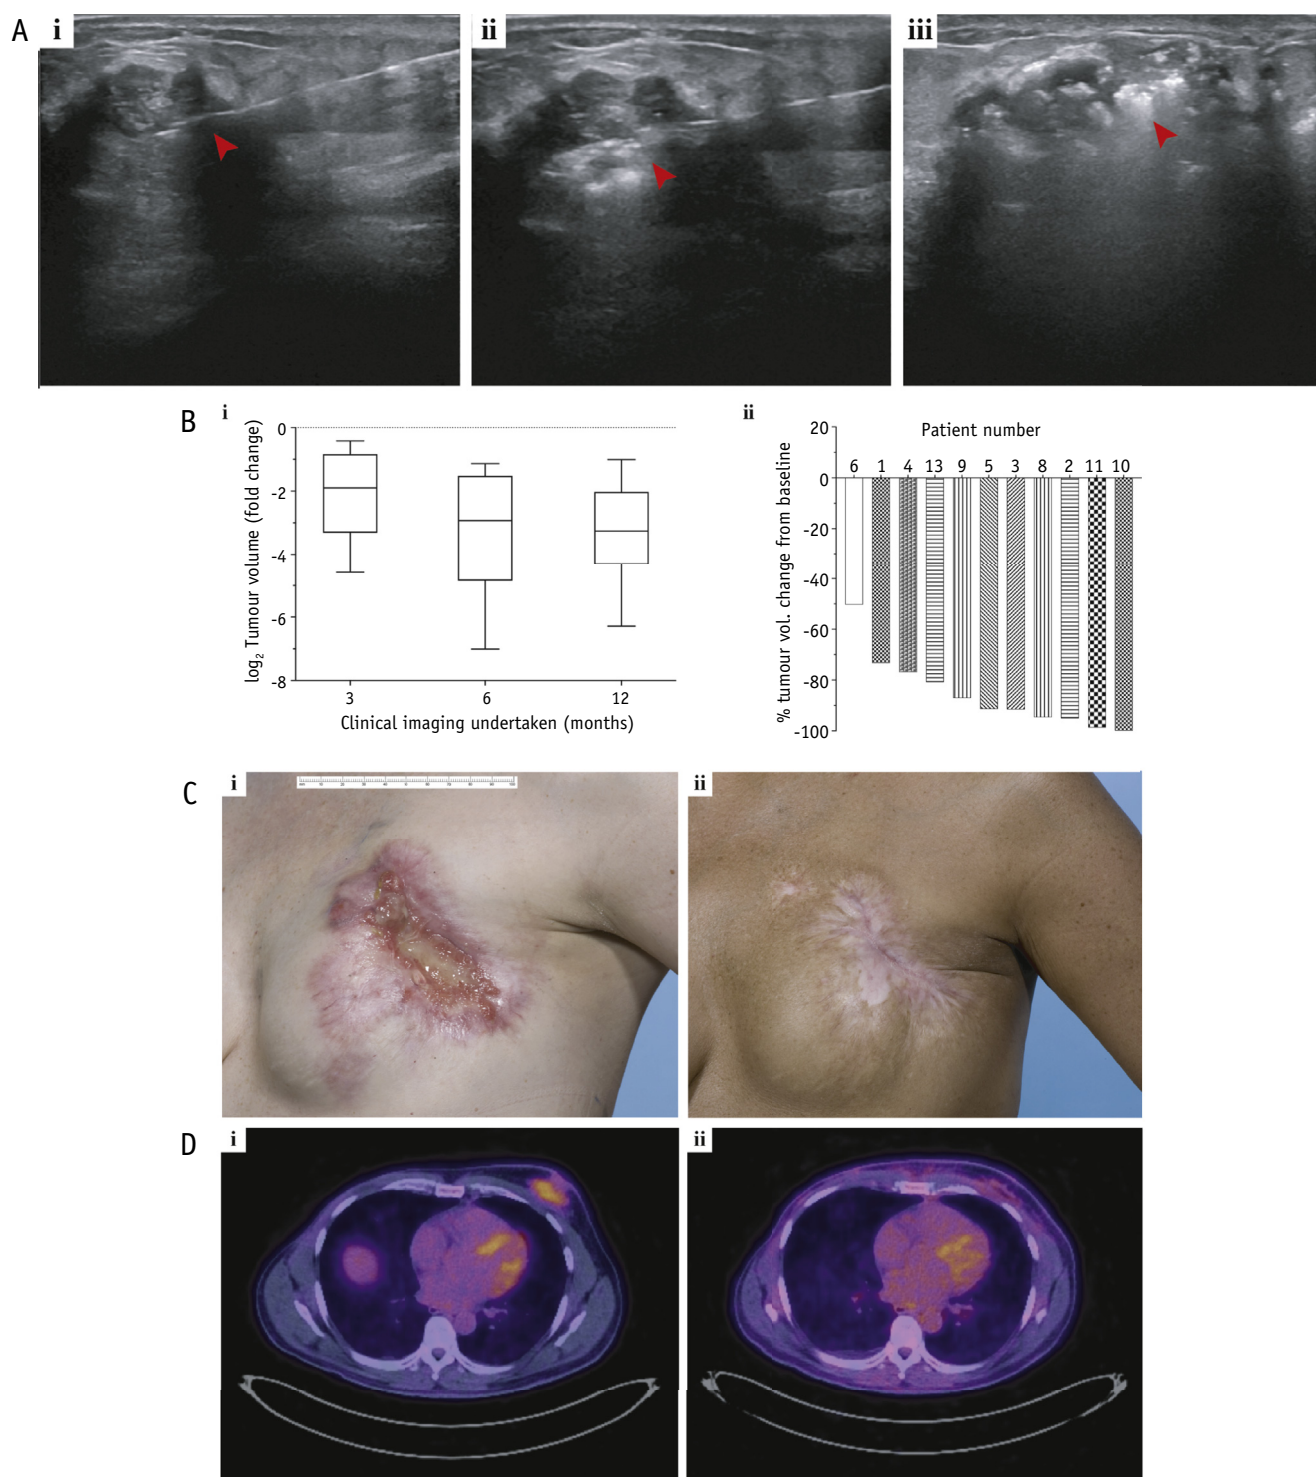 A
i
ii
iii
B
i
log2 Tumour volume (fold change)
0
-2
-4
-6
-8
3
6
12
Clinical imaging undertaken (months)
ii
Patient number
% tumour vol. change from baseline
20
0
-20
-40
-60
-80
-100
6 1 4 13 9 5 3 8 2 11 10
C
i
ii
D
i
ii